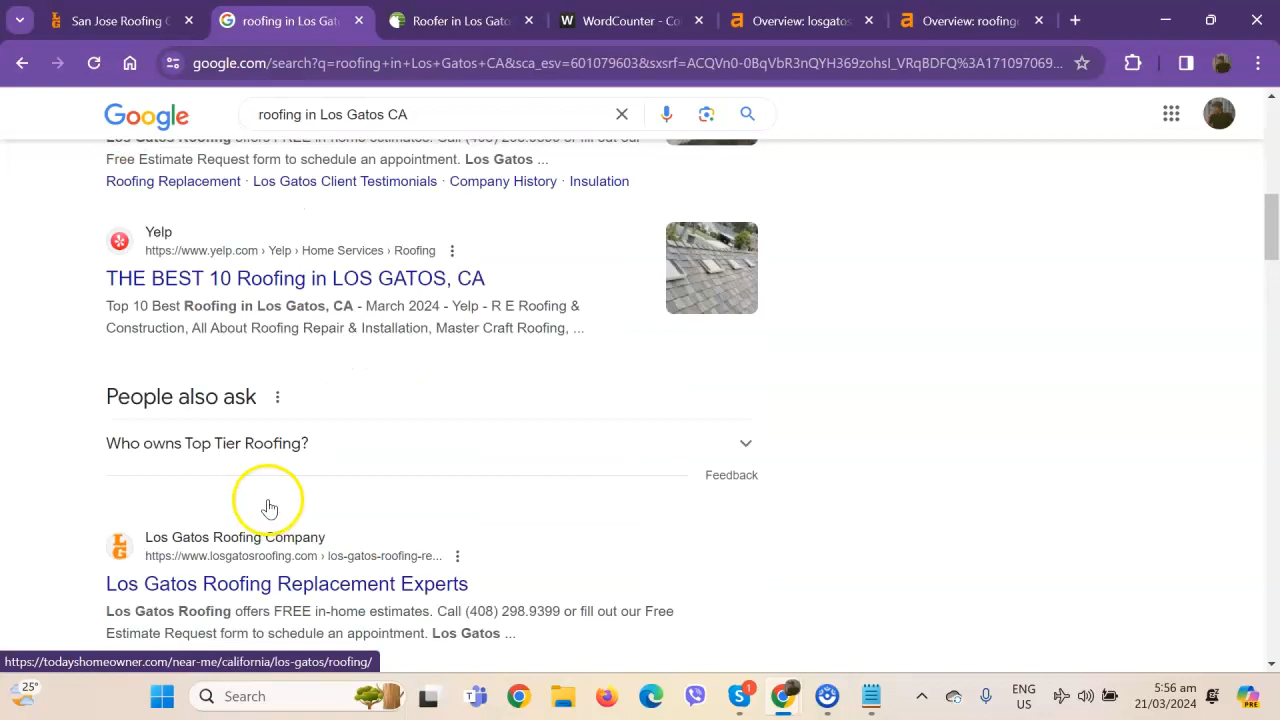 San Jose Roofing C
roofing in Los Gato
Roofer in Los Gato
WordCounter - Co
Overview: losgatos
Overview: roofing
google.com/search?q=roofing+in+Los+Gatos+CA&sca_esv=601079603&sxsrf=ACQVn0-0BqVbR3nQYH369zohsI_VRqBDFQ%3A171097069...
Google
roofing in Los Gatos CA
Los Gatos Roofing offers FREE in-home estimates. Call (408) 298.9399 or fill out our
Free Estimate Request form to schedule an appointment. Los Gatos ...
Roofing Replacement · Los Gatos Client Testimonials · Company History · Insulation
Yelp
https://www.yelp.com › Yelp › Home Services › Roofing
THE BEST 10 Roofing in LOS GATOS, CA
Top 10 Best Roofing in Los Gatos, CA - March 2024 - Yelp - R E Roofing &
Construction, All About Roofing Repair & Installation, Master Craft Roofing, ...
People also ask
Who owns Top Tier Roofing?
Feedback
Los Gatos Roofing Company
https://www.losgatosroofing.com › los-gatos-roofing-re...
Los Gatos Roofing Replacement Experts
Los Gatos Roofing offers FREE in-home estimates. Call (408) 298.9399 or fill out our Free
Estimate Request form to schedule an appointment. Los Gatos ...
https://todayshomeowner.com/near-me/california/los-gatos/roofing/
25°
Search
1
ENG
US
5:56 am
21/03/2024
PRE